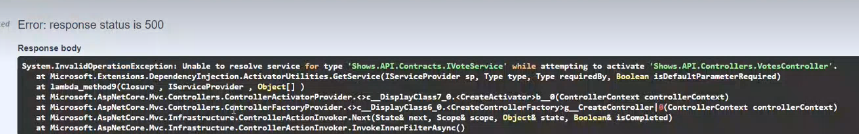 ed Error: response status is 500
Response body
System.InvalidOperationException: Unable to resolve service for type 'Shows.API.Contracts.IVoteService' while attempting to activate 'Shows.API.Controllers.VotesController'.
at Microsoft.Extensions.DependencyInjection.ActivatorUtilities.GetService(IServiceProvider sp, Type type, Type requiredBy, Boolean isDefaultParameterRequired)
at lambda_method9(Closure , IServiceProvider , Object[] )
at Microsoft.AspNetCore.Mvc.Controllers.ControllerActivatorProvider.<>c__DisplayClass7_0.<CreateActivator>b__0(ControllerContext controllerContext)
at Microsoft.AspNetCore.Mvc.Controllers.ControllerFactoryProvider.<>c__DisplayClass6_0.<CreateControllerFactory>g__CreateController|0(ControllerContext controllerContext)
at Microsoft.AspNetCore.Mvc.Infrastructure.ControllerActionInvoker.Next(State& next, Scope& scope, Object& state, Boolean& isCompleted)
at Microsoft.AspNetCore.Mvc.Infrastructure.ControllerActionInvoker.InvokeInnerFilterAsync()